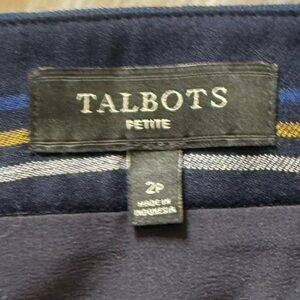 TALBOTS
PETITE
2P
MADE IN
INDONESIA